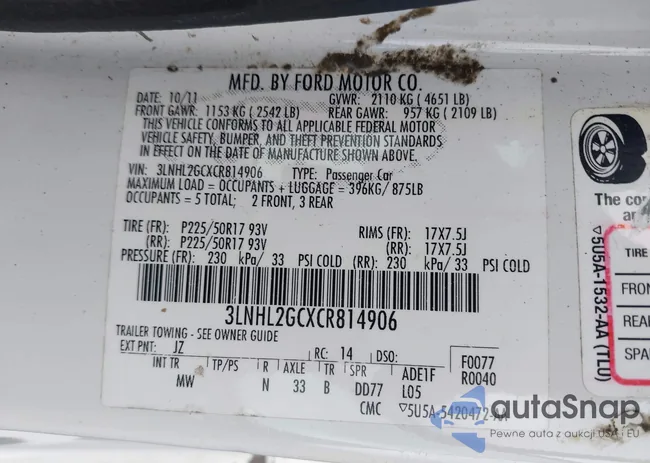 MFD. BY FORD MOTOR CO.
DATE: 10/11 GVWR: 2110 KG ( 4651 LB)
FRONT GAWR: 1153 KG ( 2542 LB) REAR GAWR: 957 KG ( 2109 LB)
THIS VEHICLE CONFORMS TO ALL APPLICABLE FEDERAL MOTOR
VEHICLE SAFETY, BUMPER, AND THEFT PREVENTION STANDARDS
IN EFFECT ON THE DATE OF MANUFACTURE SHOWN ABOVE.
VIN: 3LNHL2GCXCR814906 TYPE: Passenger Car
MAXIMUM LOAD = OCCUPANTS + LUGGAGE = 396KG/ 875LB
OCCUPANTS = 5 TOTAL; 2 FRONT, 3 REAR
TIRE (FR): P225/50R17 93V RIMS (FR): 17X7.5J
(RR): P225/50R17 93V (RR): 17X7.5J
PRESSURE (FR): 230 kPa/ 33 PSI COLD (RR): 230 kPa/ 33 PSI COLD
3LNHL2GCXCR814906
TRAILER TOWING - SEE OWNER GUIDE
EXT PNT: JZ RC: 14 DSO: F0077
INT TR TP/PS R AXLE TR SPR ADE1F R0040
MW N 33 B DD77 L05
CMC ▽5U5A-5420472-
The co
an
TIRE
FRON
REA
SPA
▽5U5A-1532-AA (TLU)
autoSnap
Pewne auta z aukcji USA i EU